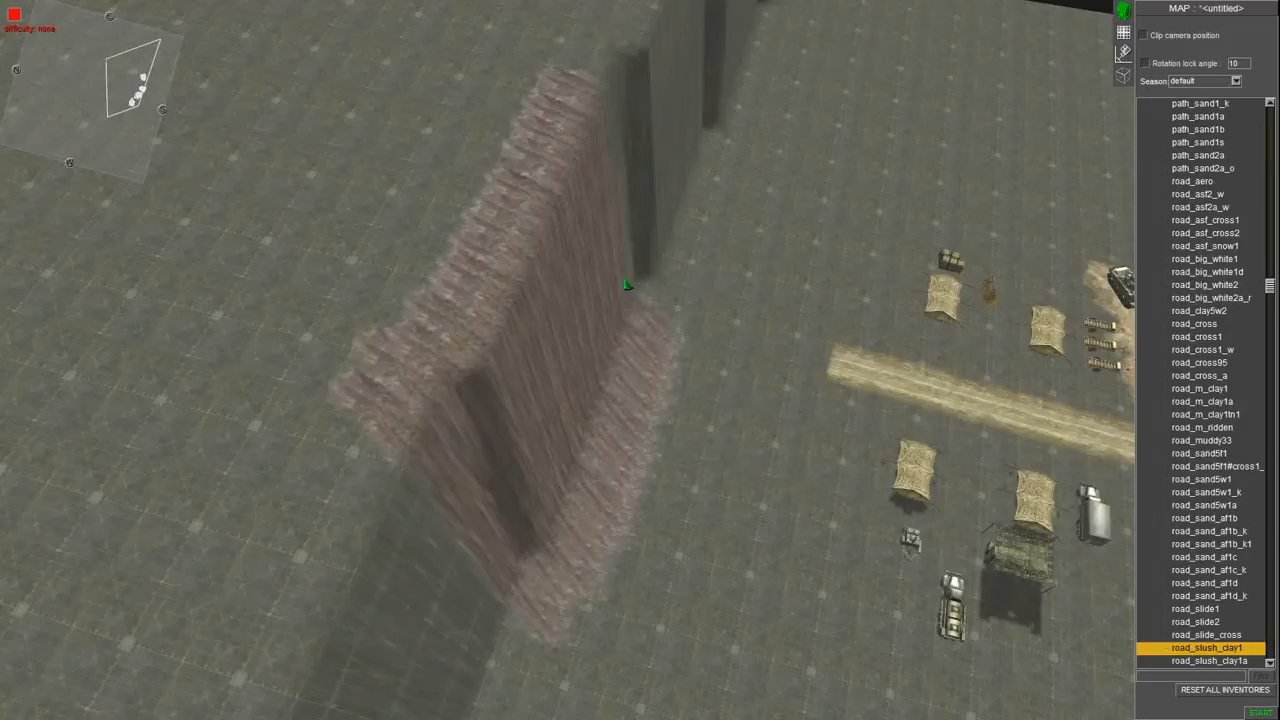 difficulty: none
S
N
S
W
MAP : "<untitled>
Clip camera position
Rotation lock angle : 10
Season: default
path_sand1_k
path_sand1a
path_sand1b
path_sand1s
path_sand2a
path_sand2a_o
road_aero
road_asf2_w
road_asf2a_w
road_asf_cross1
road_asf_cross2
road_asf_snow1
road_big_white1
road_big_white1d
road_big_white2
road_big_white2a_r
road_clay5w2
road_cross
road_cross1
road_cross1_w
road_cross95
road_cross_a
road_m_clay1
road_m_clay1a
road_m_clay1tn1
road_m_ridden
road_muddy33
road_sand5f1
road_sand5f1#cross1_
road_sand5w1
road_sand5w1_k
road_sand5w1a
road_sand_af1b
road_sand_af1b_k
road_sand_af1b_k1
road_sand_af1c
road_sand_af1c_k
road_sand_af1d
road_sand_af1d_k
road_slide1
road_slide2
road_slide_cross
road_slush_clay1
road_slush_clay1a
Find
RESET ALL INVENTORIES
START